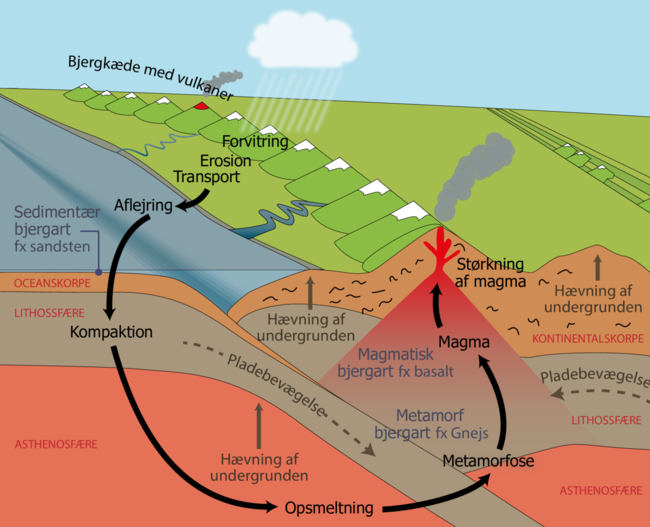 Bjergkæde med vulkaner
Forvitring
Erosion
Transport
Aflejring
Sedimentær
bjergart
fx sandsten
Størkning
af magma
OCEANSKORPE
LITHOSSFÆRE
Hævning af
undergrunden
Hævning af
undergrunden
Kompaktion
Magma
KONTINENTALSKORPE
Magmatisk
bjergart fx basalt
Pladebevægelse
Pladebevægelse
Metamorf
bjergart fx Gnejs
LITHOSSFÆRE
ASTHENOSFÆRE
Hævning af
undergrunden
Metamorfose
ASTHENOSFÆRE
Opsmeltning